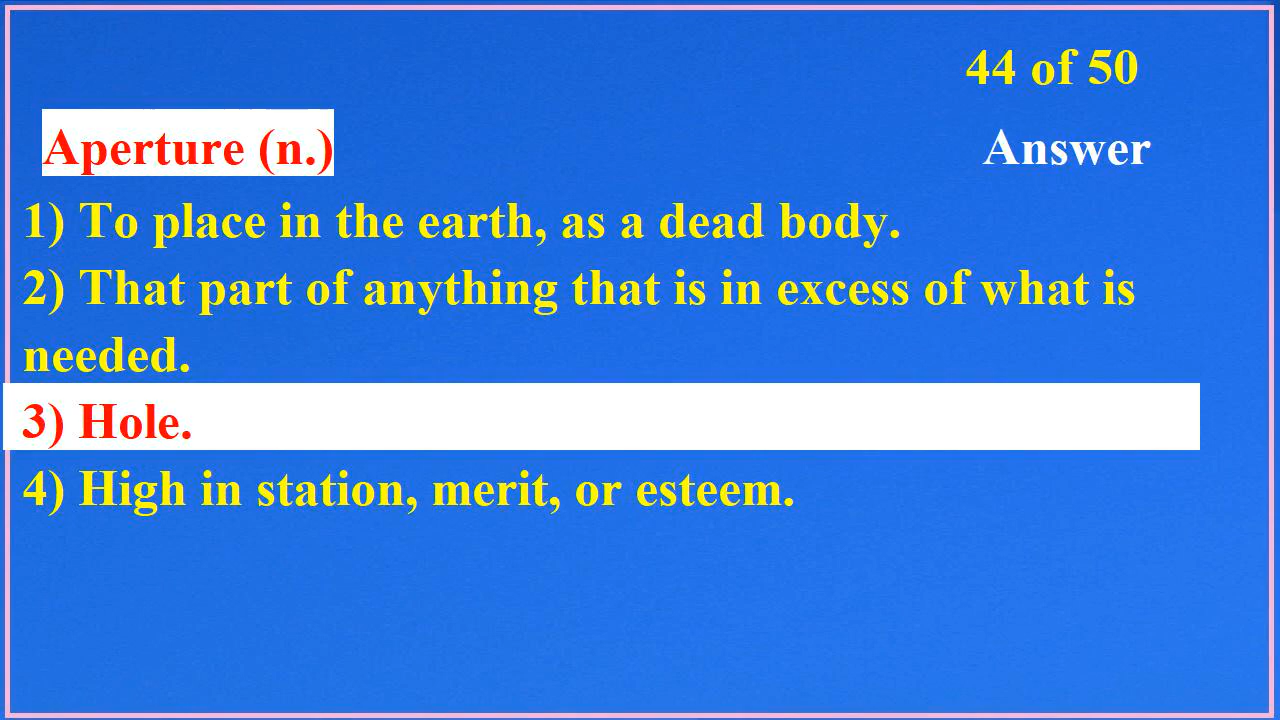 44 of 50
Aperture (n.)
Answer
1) To place in the earth, as a dead body.
2) That part of anything that is in excess of what is
needed.
3) Hole.
4) High in station, merit, or esteem.